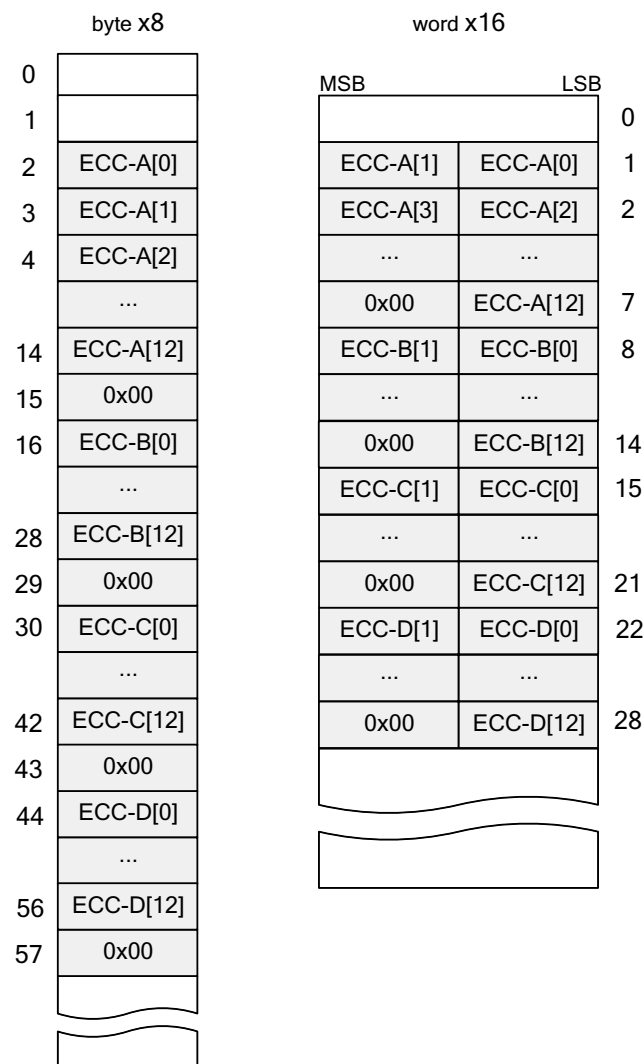 byte x8
0
1
2 ECC-A[0]
3 ECC-A[1]
4 ECC-A[2]
...
14 ECC-A[12]
15 0x00
16 ECC-B[0]
...
28 ECC-B[12]
29 0x00
30 ECC-C[0]
...
42 ECC-C[12]
43 0x00
44 ECC-D[0]
...
56 ECC-D[12]
57 0x00
word x16
MSB LSB
0
ECC-A[1] ECC-A[0] 1
ECC-A[3] ECC-A[2] 2
... ...
0x00 ECC-A[12] 7
ECC-B[1] ECC-B[0] 8
... ...
0x00 ECC-B[12] 14
ECC-C[1] ECC-C[0] 15
... ...
0x00 ECC-C[12] 21
ECC-D[1] ECC-D[0] 22
... ...
0x00 ECC-D[12] 28